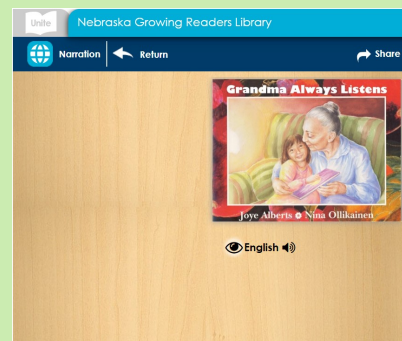 Unite
Nebraska Growing Readers Library
Narration
Return
Share
Grandma Always Listens
Joye Alberts Nina Ollikainen
English